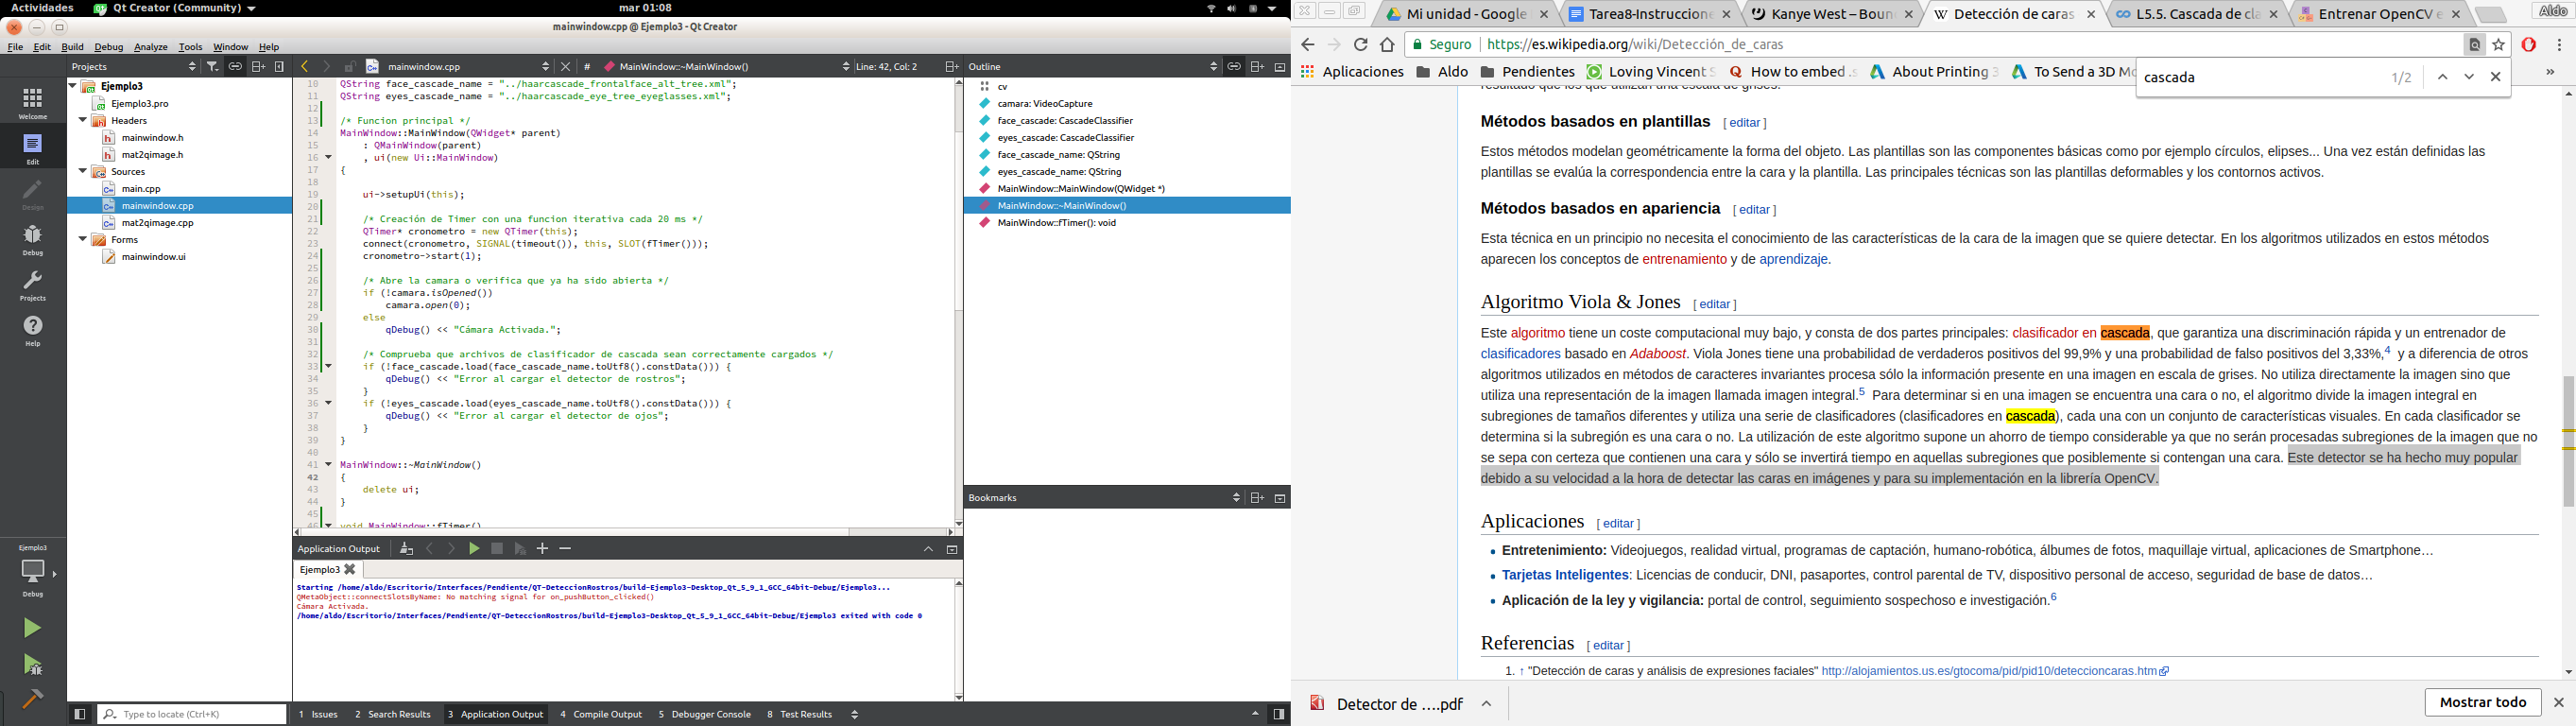 Actividades
Qt Creator (Community)
mar 01:08
mainwindow.cpp @ Ejemplo3 - Qt Creator
File Edit Build Debug Analyze Tools Window Help
Projects
mainwindow.cpp
# MainWindow::~MainWindow()
Line: 42, Col: 2
Outline
Welcome
Edit
Design
Debug
Projects
Help
Ejemplo3
Debug
Ejemplo3
Ejemplo3.pro
Headers
mainwindow.h
mat2qimage.h
Sources
main.cpp
mainwindow.cpp
mat2qimage.cpp
Forms
mainwindow.ui
10 QString face_cascade_name = "../haarcascade_frontalface_alt_tree.xml";
11 QString eyes_cascade_name = "../haarcascade_eye_tree_eyeglasses.xml";
12
13 /* Funcion principal */
14 MainWindow::MainWindow(QWidget* parent)
15 : QMainWindow(parent)
16 , ui(new Ui::MainWindow)
17 {
18
19 ui->setupUi(this);
20
21 /* Creación de Timer con una funcion iterativa cada 20 ms */
22 QTimer* cronometro = new QTimer(this);
23 connect(cronometro, SIGNAL(timeout()), this, SLOT(fTimer()));
24 cronometro->start(1);
25
26 /* Abre la camara o verifica que ya ha sido abierta */
27 if (!camara.isOpened())
28 camara.open(0);
29 else
30 qDebug() << "Cámara Activada.";
31
32 /* Comprueba que archivos de clasificador de cascada sean correctamente cargados */
33 if (!face_cascade.load(face_cascade_name.toUtf8().constData())) {
34 qDebug() << "Error al cargar el detector de rostros";
35 }
36 if (!eyes_cascade.load(eyes_cascade_name.toUtf8().constData())) {
37 qDebug() << "Error al cargar el detector de ojos";
38 }
39 }
40
41 MainWindow::~MainWindow()
42 {
43 delete ui;
44 }
45
46 void MainWindow::fTimer()
cv
camara: VideoCapture
face_cascade: CascadeClassifier
eyes_cascade: CascadeClassifier
face_cascade_name: QString
eyes_cascade_name: QString
MainWindow::MainWindow(QWidget *)
MainWindow::~MainWindow()
MainWindow::fTimer(): void
Bookmarks
Application Output
Ejemplo3
Starting /home/aldo/Escritorio/Interfaces/Pendiente/QT-DeteccionRostros/build-Ejemplo3-Desktop_Qt_5_9_1_GCC_64bit-Debug/Ejemplo3...
QMetaObject::connectSlotsByName: No matching signal for on_pushButton_clicked()
Cámara Activada.
/home/aldo/Escritorio/Interfaces/Pendiente/QT-DeteccionRostros/build-Ejemplo3-Desktop_Qt_5_9_1_GCC_64bit-Debug/Ejemplo3 exited with code 0
Type to locate (Ctrl+K)
1 Issues 2 Search Results 3 Application Output 4 Compile Output 5 Debugger Console 8 Test Results
Mi unidad - Google
Tarea8-Instruccione
Kanye West – Boun
Detección de caras
L5.5. Cascada de cla
Entrenar OpenCV e
Aldo
Seguro
https://es.wikipedia.org/wiki/Detección_de_caras
Aplicaciones Aldo Pendientes Loving Vincent S How to embed .s About Printing 3 To Send a 3D Mo
cascada 1/2
resultado que los que utilizan una escala de grises.
Métodos basados en plantillas [ editar ]
Estos métodos modelan geométricamente la forma del objeto. Las plantillas son las componentes básicas como por ejemplo círculos, elipses... Una vez están definidas las
plantillas se evalúa la correspondencia entre la cara y la plantilla. Las principales técnicas son las plantillas deformables y los contornos activos.
Métodos basados en apariencia [ editar ]
Esta técnica en un principio no necesita el conocimiento de las características de la cara de la imagen que se quiere detectar. En los algoritmos utilizados en estos métodos
aparecen los conceptos de entrenamiento y de aprendizaje.
Algoritmo Viola & Jones [ editar ]
Este algoritmo tiene un coste computacional muy bajo, y consta de dos partes principales: clasificador en cascada, que garantiza una discriminación rápida y un entrenador de
clasificadores basado en Adaboost. Viola Jones tiene una probabilidad de verdaderos positivos del 99,9% y una probabilidad de falso positivos del 3,33%,4 y a diferencia de otros
algoritmos utilizados en métodos de caracteres invariantes procesa sólo la información presente en una imagen en escala de grises. No utiliza directamente la imagen sino que
utiliza una representación de la imagen llamada imagen integral.5 Para determinar si en una imagen se encuentra una cara o no, el algoritmo divide la imagen integral en
subregiones de tamaños diferentes y utiliza una serie de clasificadores (clasificadores en cascada), cada una con un conjunto de características visuales. En cada clasificador se
determina si la subregión es una cara o no. La utilización de este algoritmo supone un ahorro de tiempo considerable ya que no serán procesadas subregiones de la imagen que no
se sepa con certeza que contienen una cara y sólo se invertirá tiempo en aquellas subregiones que posiblemente si contengan una cara. Este detector se ha hecho muy popular
debido a su velocidad a la hora de detectar las caras en imágenes y para su implementación en la librería OpenCV.
Aplicaciones [ editar ]
Entretenimiento: Videojuegos, realidad virtual, programas de captación, humano-robótica, álbumes de fotos, maquillaje virtual, aplicaciones de Smartphone…
Tarjetas Inteligentes: Licencias de conducir, DNI, pasaportes, control parental de TV, dispositivo personal de acceso, seguridad de base de datos…
Aplicación de la ley y vigilancia: portal de control, seguimiento sospechoso e investigación.6
Referencias [ editar ]
1. ↑ "Detección de caras y análisis de expresiones faciales" http://alojamientos.us.es/gtocoma/pid/pid10/deteccioncaras.htm
Detector de ....pdf
Mostrar todo